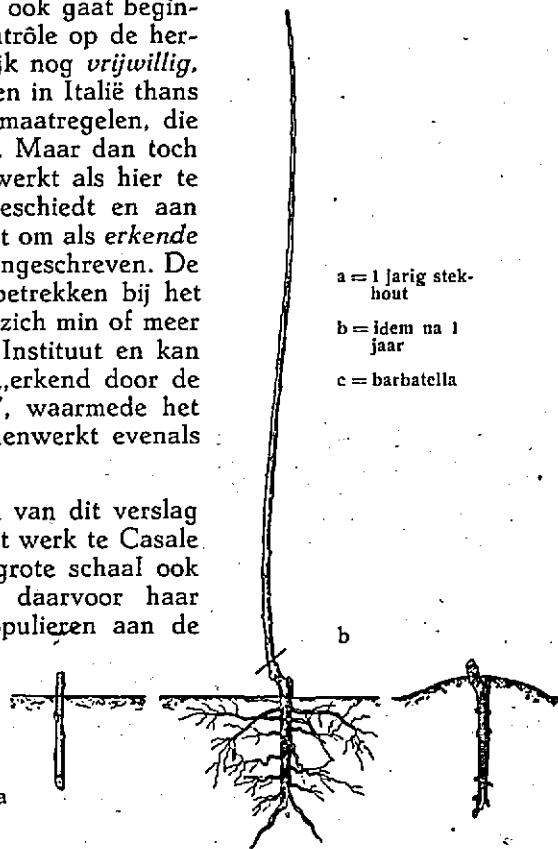 ook gaat begin-
ntrôle op de her-
jk nog vrijwillig,
en in Italië thans
maatregelen, die
. Maar dan toch
werkt als hier te
eschiedt en aan
t om als erkende
ngeschreven. De
betrekken bij het
zich min of meer
Instituut en kan
„erkend door de
", waarmede het
enwerkt evenals
van dit verslag
t werk te Casale
grote schaal ook
daarvoor haar
pulieren aan de
a = 1 jarig stek-
hout
b = idem na 1
jaar
c = barbatella
b
a